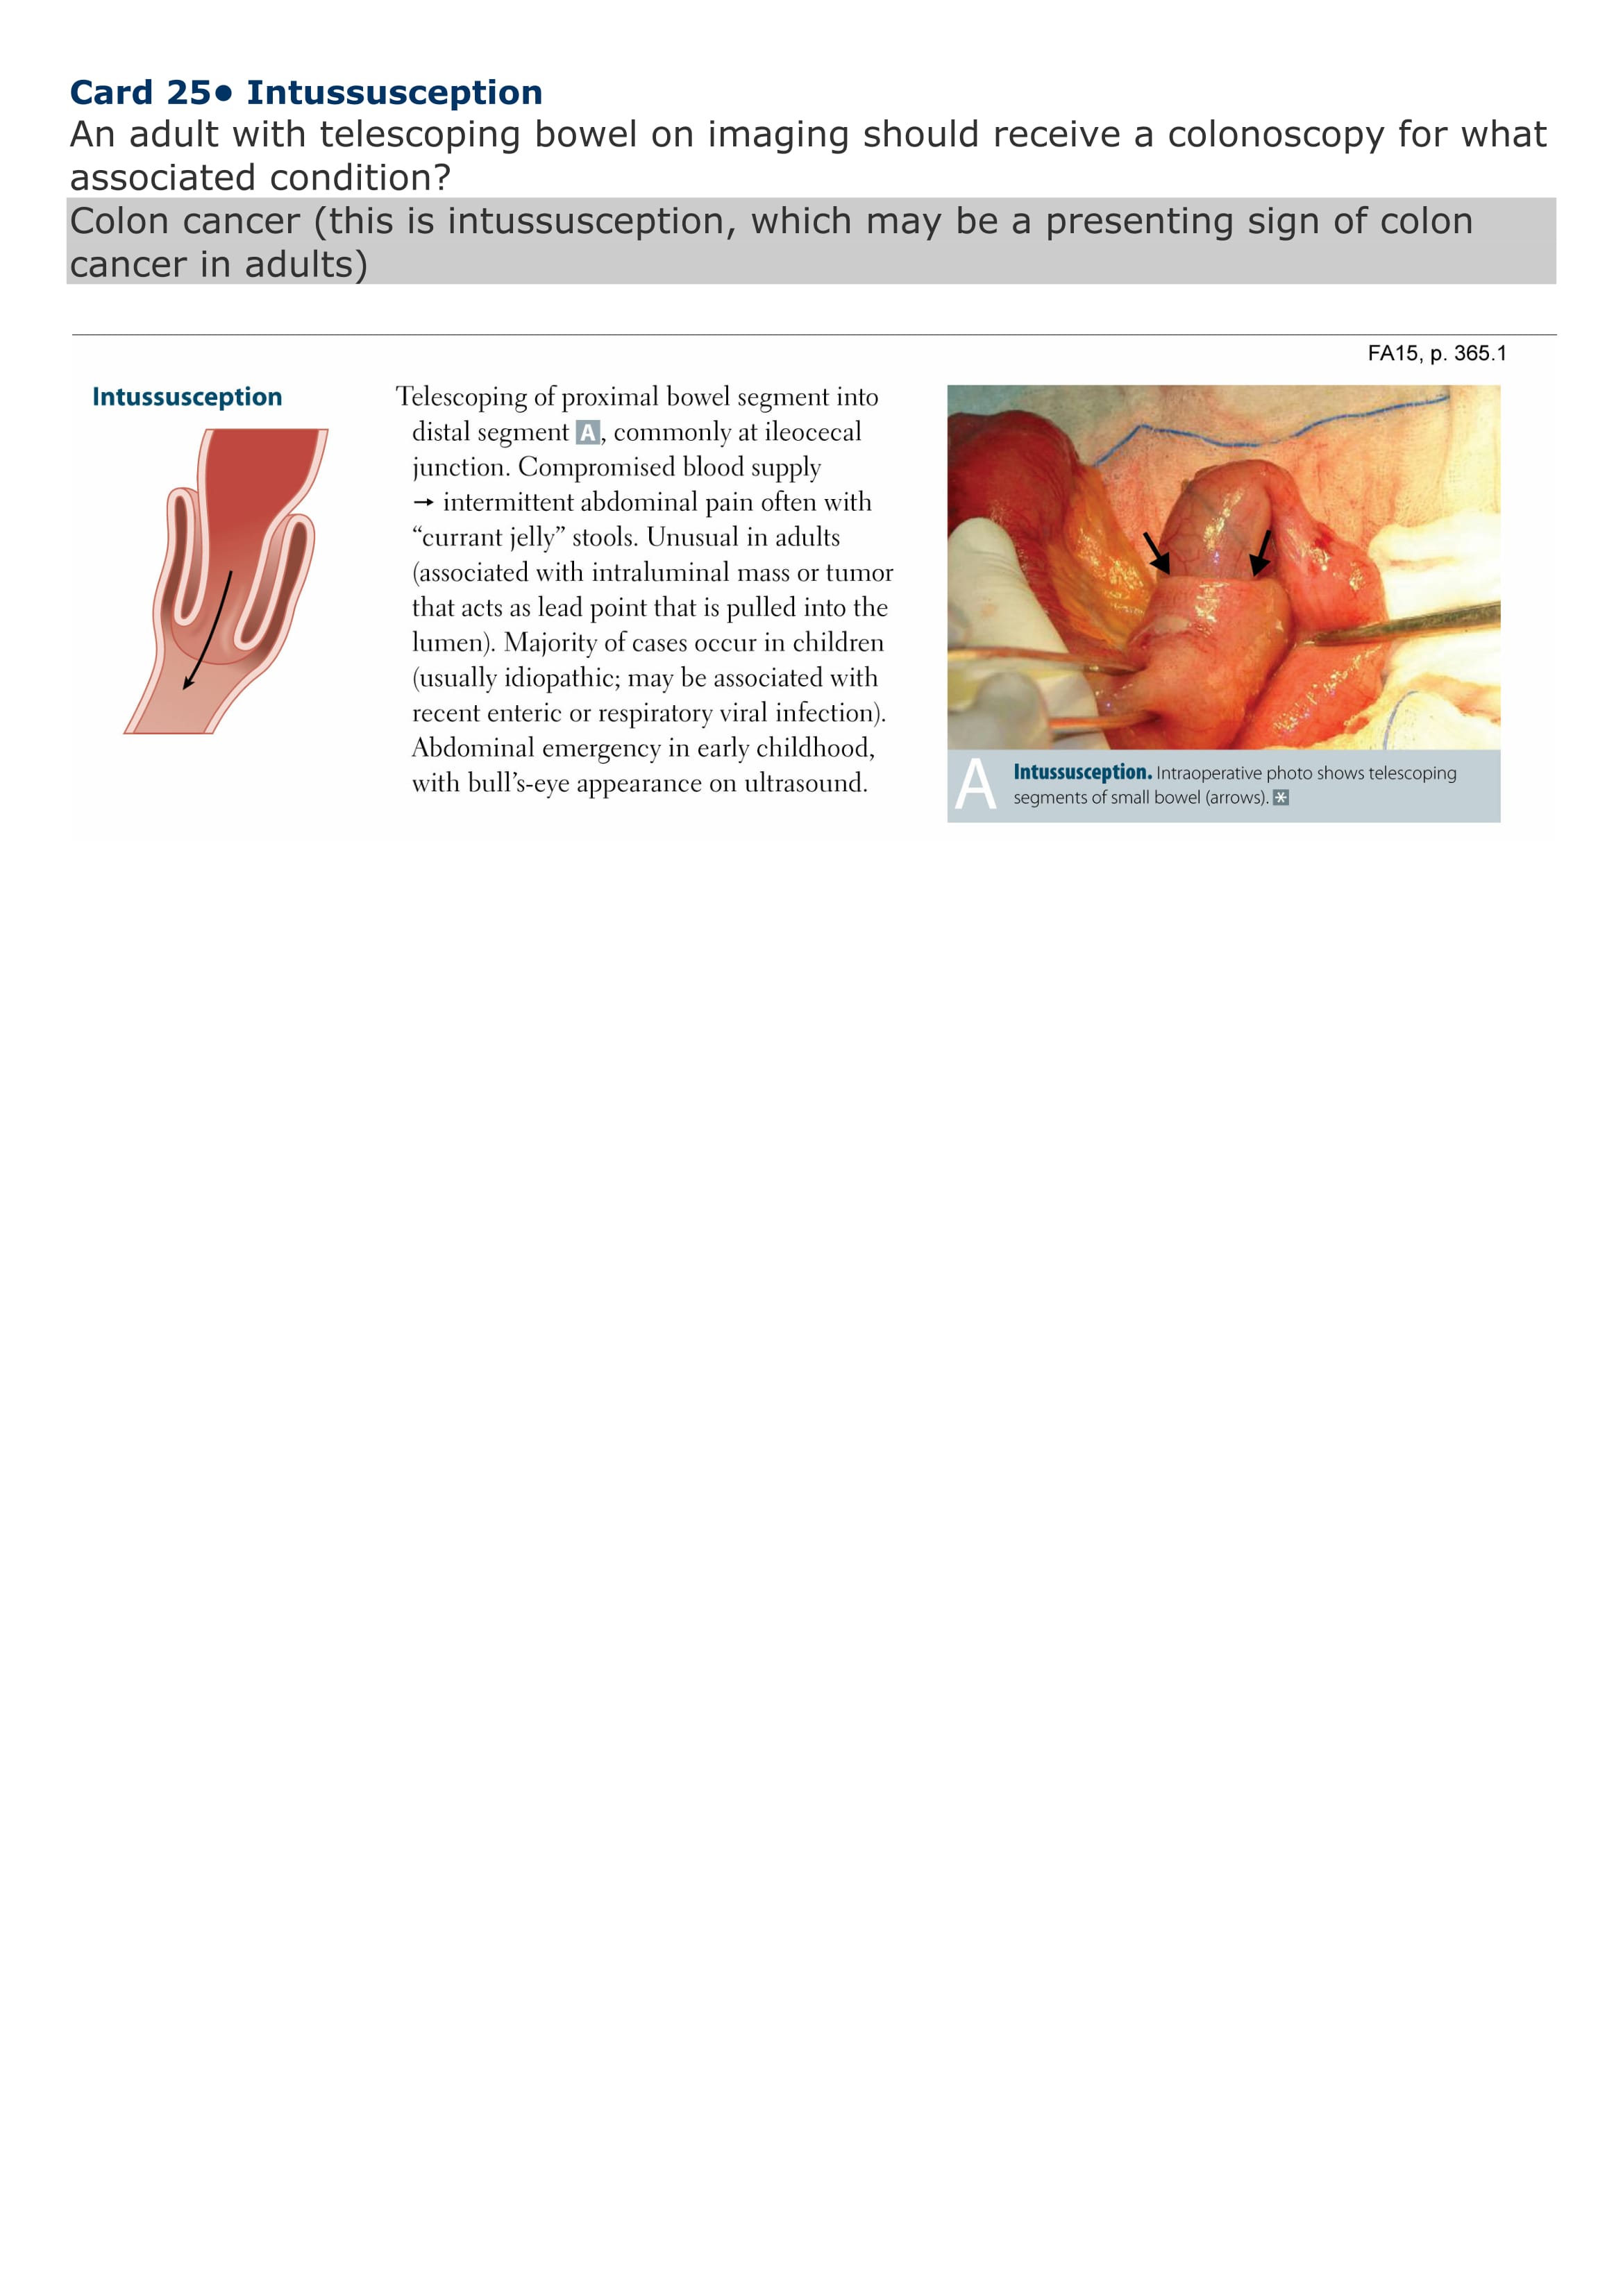 Card 25● Intussusception
An adult with telescoping bowel on imaging should receive a colonoscopy for what
associated condition?
Colon cancer (this is intussusception, which may be a presenting sign of colon
cancer in adults)
FA15, p. 365.1
Intussusception
Telescoping of proximal bowel segment into
distal segment A, commonly at ileocecal
junction. Compromised blood supply
→ intermittent abdominal pain often with
“currant jelly” stools. Unusual in adults
(associated with intraluminal mass or tumor
that acts as lead point that is pulled into the
lumen). Majority of cases occur in children
(usually idiopathic; may be associated with
recent enteric or respiratory viral infection).
Abdominal emergency in early childhood,
with bull’s-eye appearance on ultrasound.
A
Intussusception. Intraoperative photo shows telescoping
segments of small bowel (arrows). *